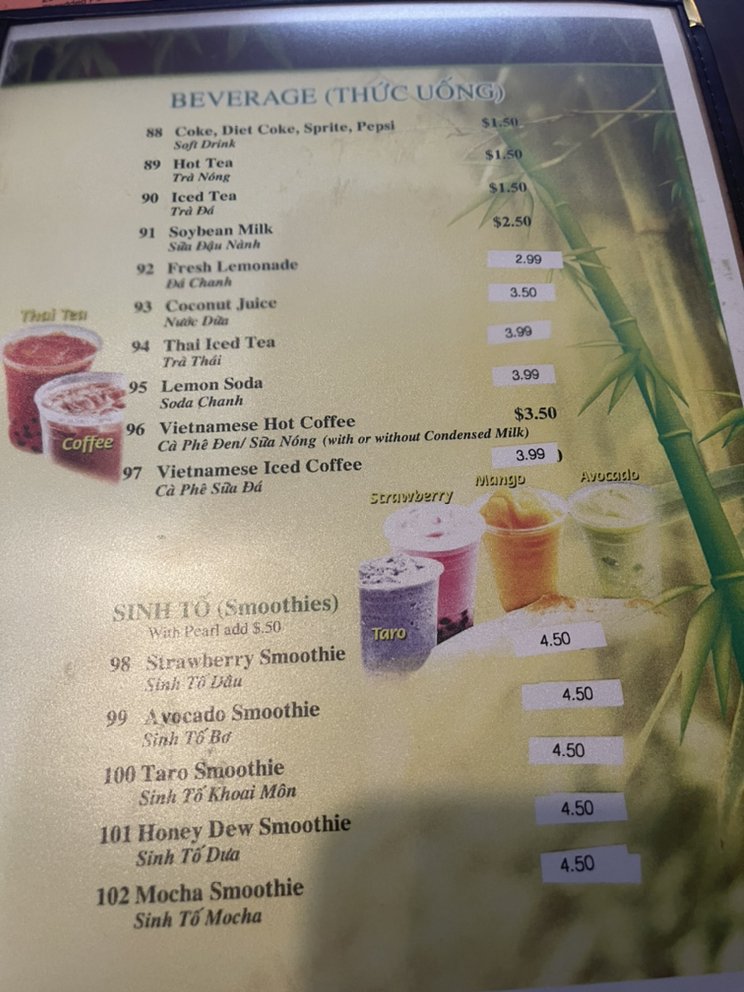 BEVERAGE (THỨC UỐNG)
88 Coke, Diet Coke, Sprite, Pepsi $1.50
Soft Drink
89 Hot Tea $1.50
Trà Nóng
90 Iced Tea $1.50
Trà Đá
91 Soybean Milk $2.50
Sữa Đậu Nành
92 Fresh Lemonade 2.99
Đá Chanh
93 Coconut Juice 3.50
Nước Dừa
Thai Tea
94 Thai Iced Tea 3.99
Trà Thái
95 Lemon Soda 3.99
Soda Chanh
96 Vietnamese Hot Coffee $3.50
Cà Phê Đen/ Sữa Nóng (with or without Condensed Milk)
Coffee
97 Vietnamese Iced Coffee 3.99 )
Cà Phê Sữa Đá
Strawberry Mango Avocado
Taro
SINH TỐ (Smoothies)
With Pearl add $.50
98 Strawberry Smoothie 4.50
Sinh Tố Dâu
99 Avocado Smoothie 4.50
Sinh Tố Bơ
100 Taro Smoothie 4.50
Sinh Tố Khoai Môn
101 Honey Dew Smoothie 4.50
Sinh Tố Dưa
102 Mocha Smoothie 4.50
Sinh Tố Mocha